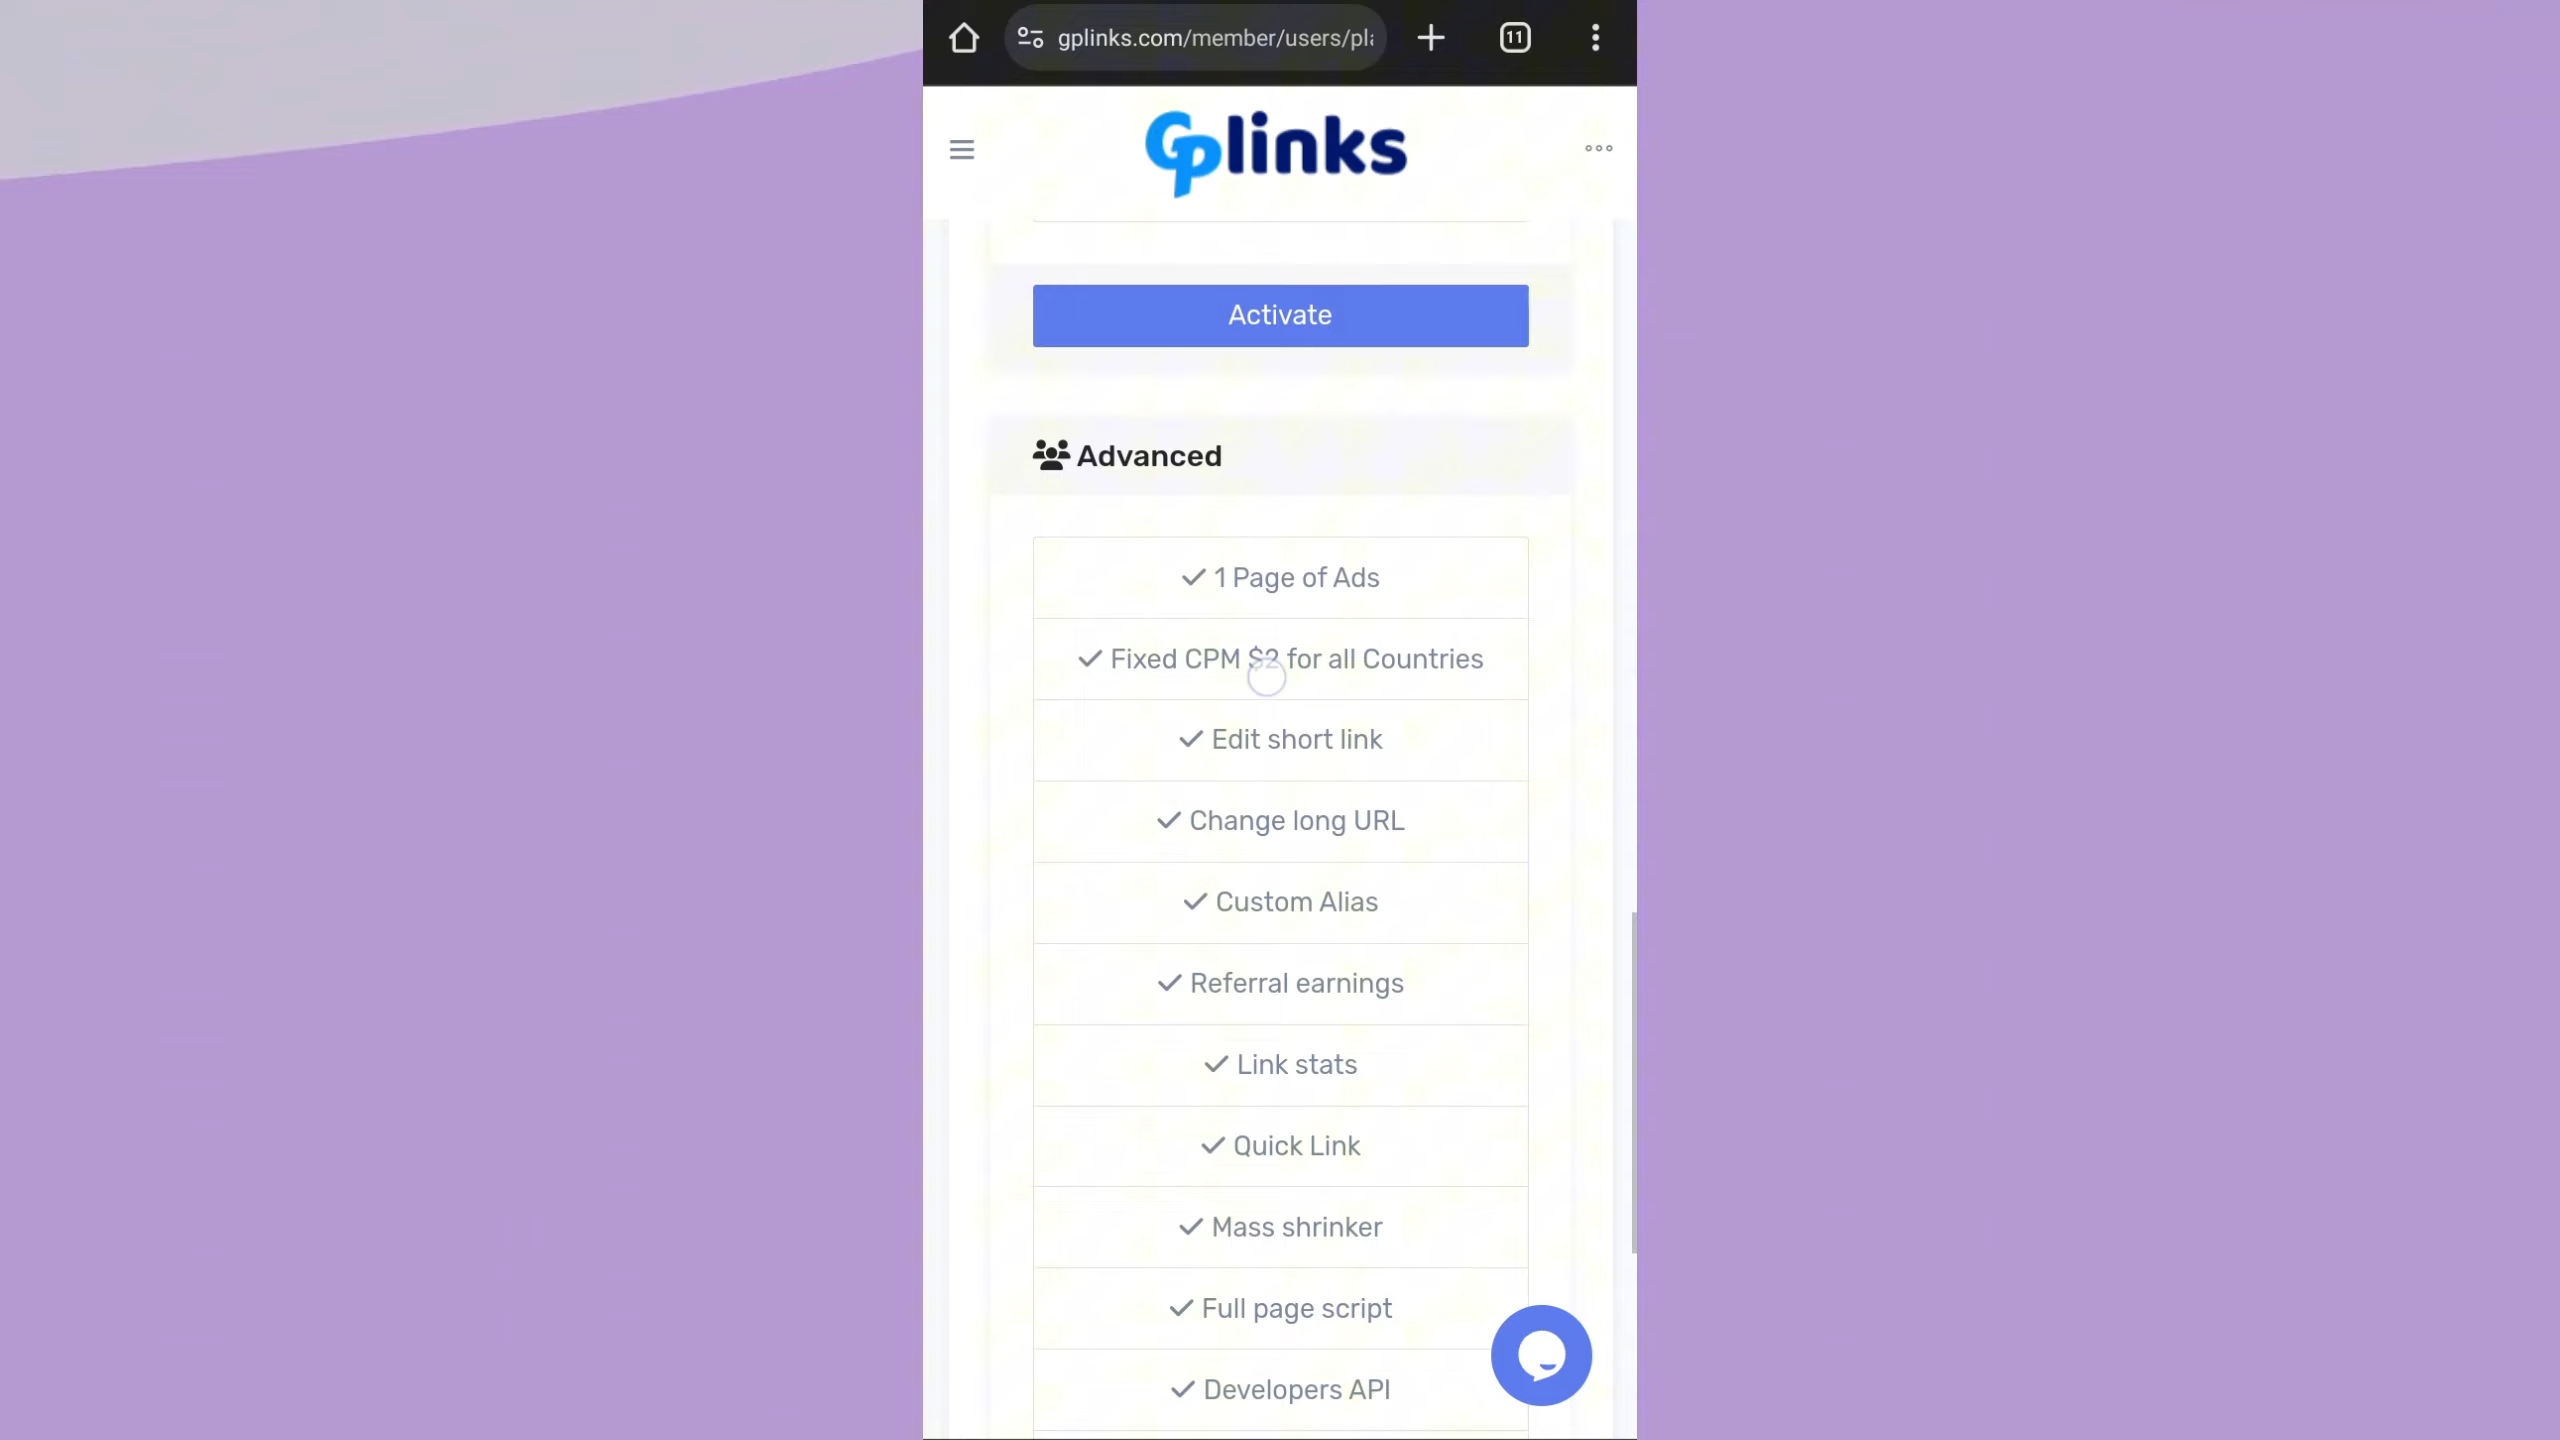 11
gplinks.com/member/users/pla
Gplinks
Activate
Advanced
1 Page of Ads
Fixed CPM $2 for all Countries
Edit short link
Change long URL
Custom Alias
Referral earnings
Link stats
Quick Link
Mass shrinker
Full page script
Developers API